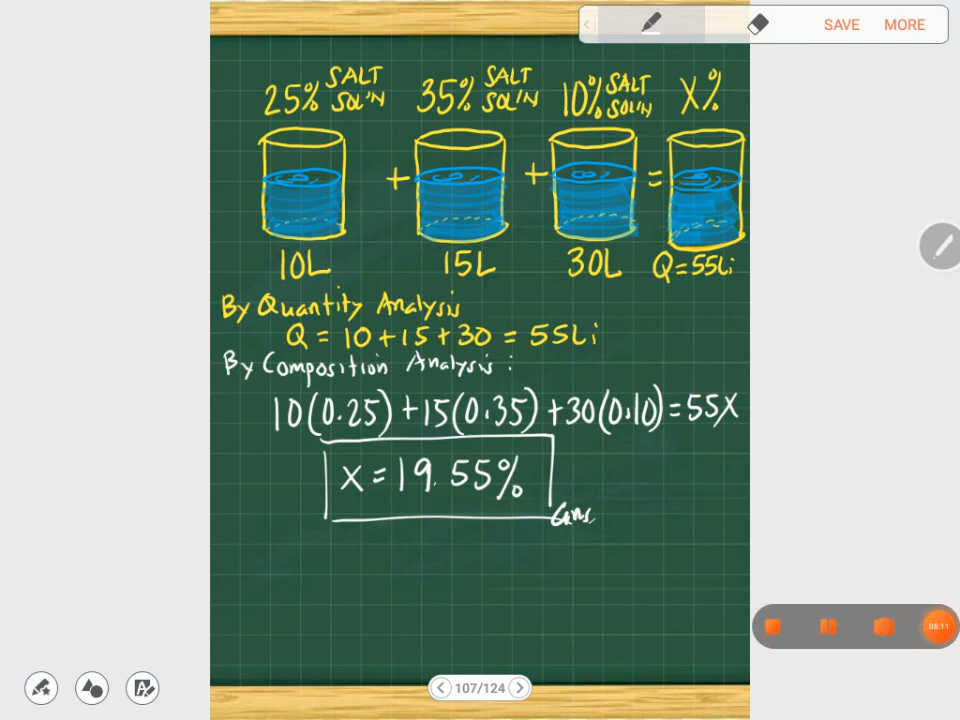 SAVE MORE
25% SALT SOL'N 35% SALT SOL'N 10% SALT SOL'N X%
+ + =
10L 15L 30L Q=55Li
By Quantity Analysis
Q = 10+15+30 = 55Li
By Composition Analysis:
10(0.25)+15(0.35)+30(0.10)=55X
X=19.55%
ans.
08:11
107/124